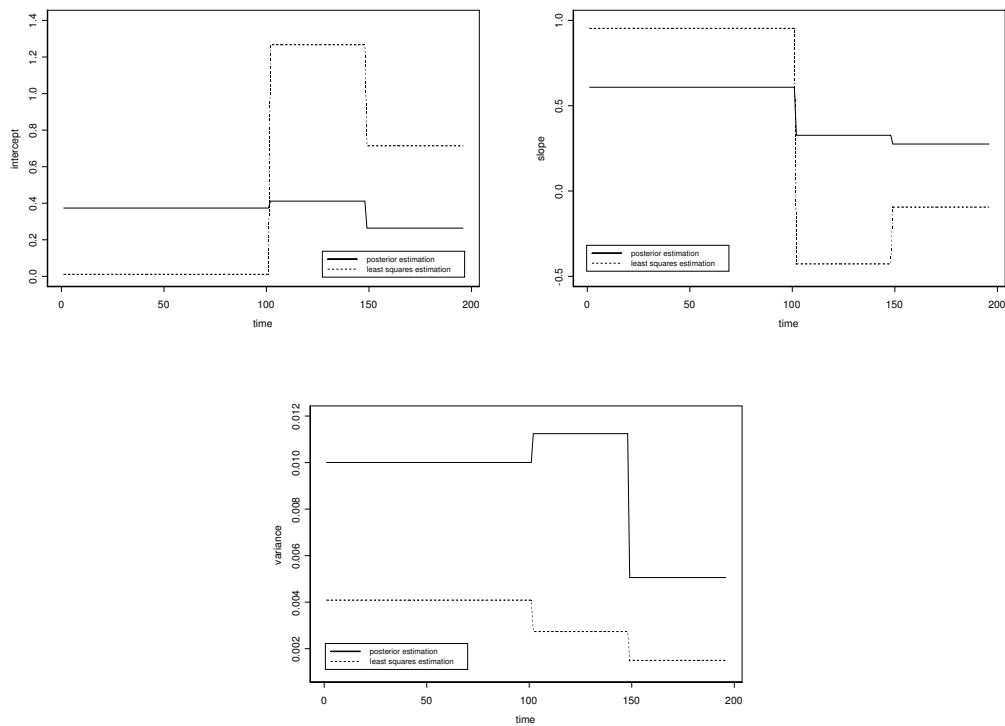 intercept
0.0 0.2 0.4 0.6 0.8 1.0 1.2 1.4
posterior estimation
least squares estimation
0 50 100 150 200
time
slope
-0.5 0.0 0.5 1.0
posterior estimation
least squares estimation
0 50 100 150 200
time
variance
0.002 0.004 0.006 0.008 0.010 0.012
posterior estimation
least squares estimation
0 50 100 150 200
time